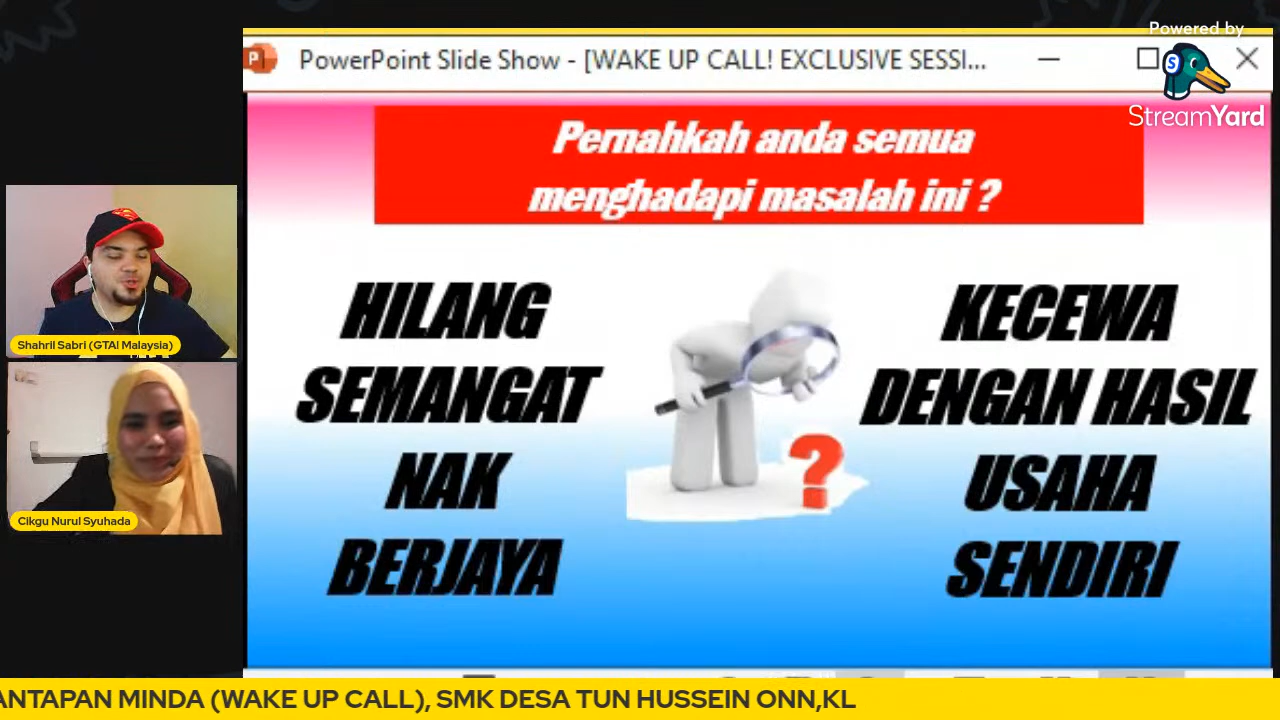 Powered by
StreamYard
PowerPoint Slide Show - [WAKE UP CALL! EXCLUSIVE SESSI...
Pernahkah anda semua
menghadapi masalah ini ?
HILANG
SEMANGAT
NAK
BERJAYA
KECEWA
DENGAN HASIL
USAHA
SENDIRI
?
Shahril Sabri (GTA! Malaysia)
Cikgu Nurul Syuhada
ANTAPAN MINDA (WAKE UP CALL), SMK DESA TUN HUSSEIN ONN,KL